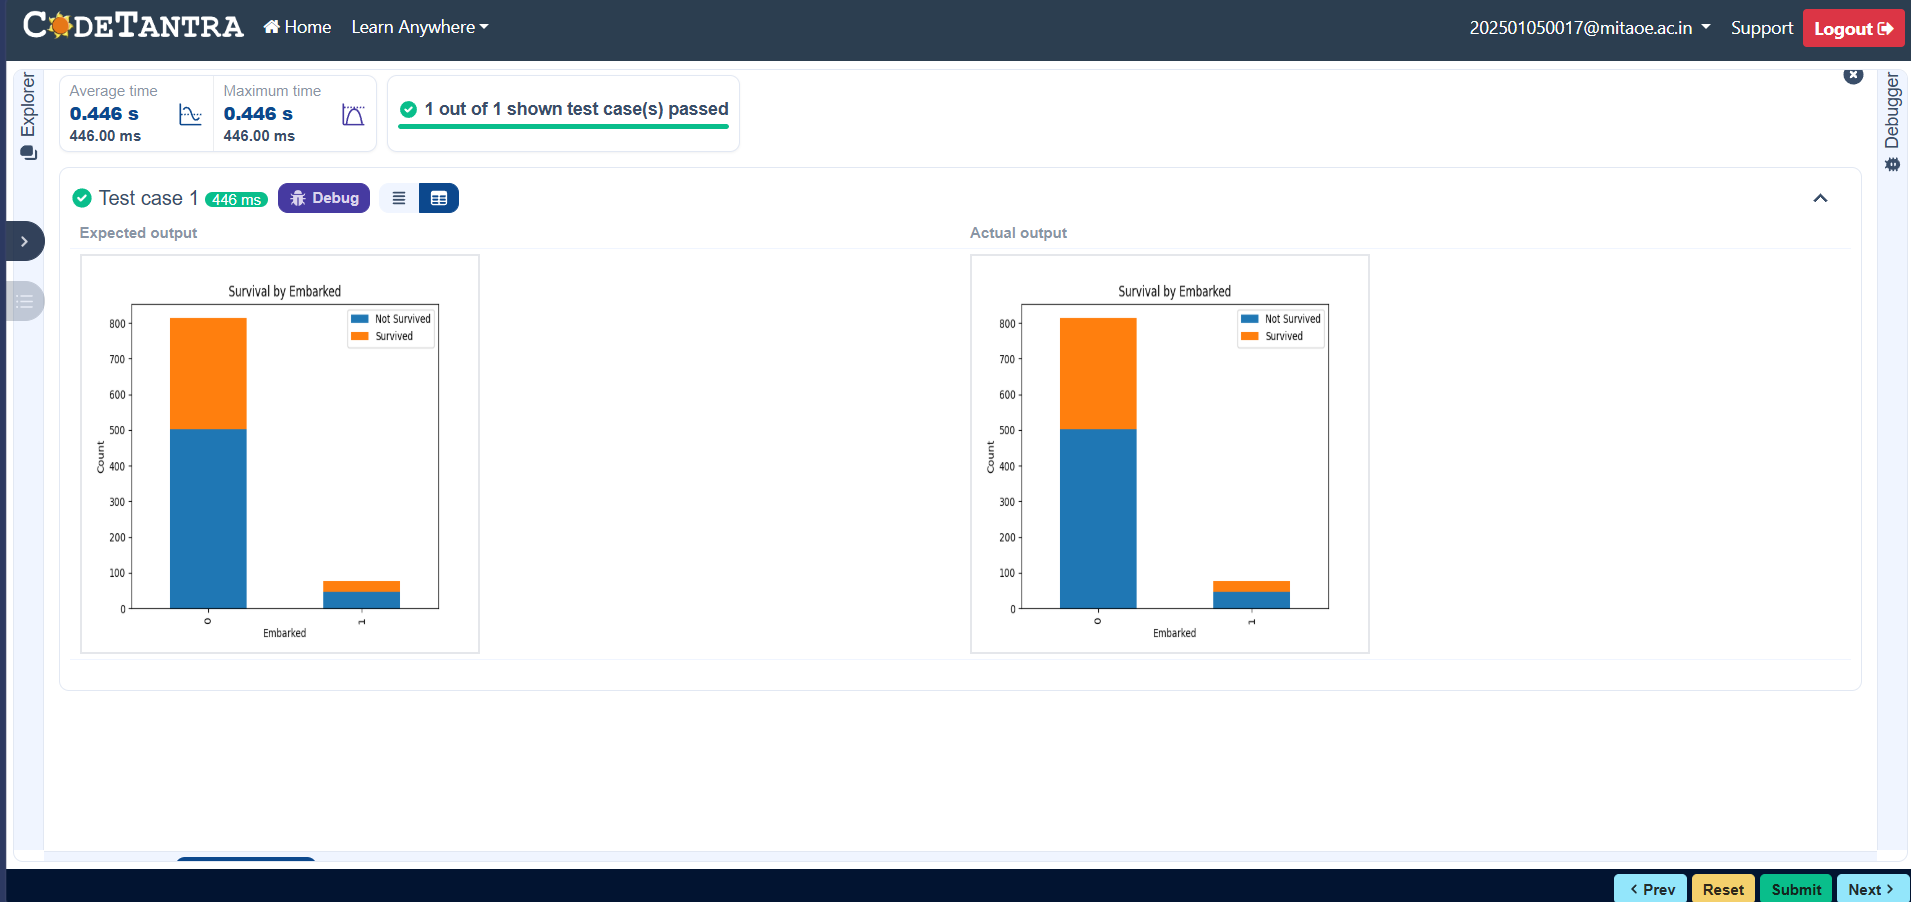 CODETANTRA
Home
Learn Anywhere
202501050017@mitaoe.ac.in
Support
Logout
Explorer
Debugger
Average time
0.446 s
446.00 ms
Maximum time
0.446 s
446.00 ms
1 out of 1 shown test case(s) passed
Test case 1
446 ms
Debug
Expected output
Actual output
Survival by Embarked
Not Survived
Survived
800
700
600
500
400
300
200
100
0
Count
0
1
Embarked
Survival by Embarked
Not Survived
Survived
800
700
600
500
400
300
200
100
0
Count
0
1
Embarked
Prev
Reset
Submit
Next